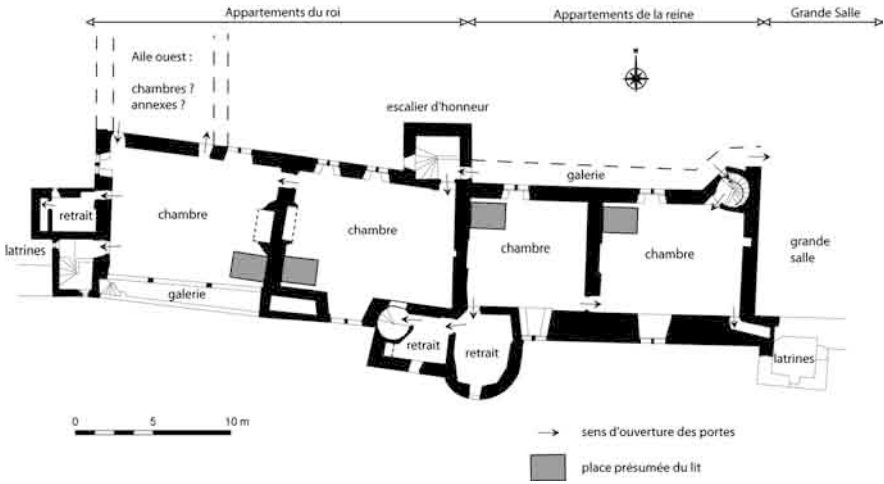 Appartements du roi
Appartements de la reine
Grande Salle
Aile ouest :
chambres ?
annexes ?
N
escalier d'honneur
galerie
retrait
chambre
chambre
chambre
chambre
grande
salle
latrines
galerie
retrait
retrait
latrines
0 5 10 m
sens d'ouverture des portes
place présumée du lit